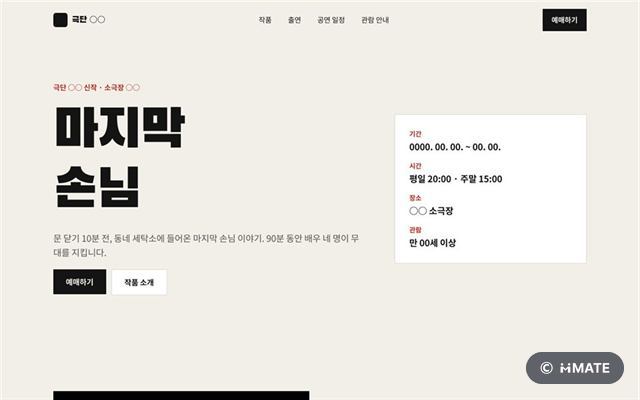 극단 ○○
작품 출연 공연 일정 관람 안내
예매하기
극단 ○○ 신작 · 소극장 ○○
마지막
손님
문 닫기 10분 전, 동네 세탁소에 들어온 마지막 손님 이야기. 90분 동안 배우 네 명이 무
대를 지킵니다.
예매하기 작품 소개
기간
0000. 00. 00. ~ 00. 00.
시간
평일 20:00 · 주말 15:00
장소
○○ 소극장
관람
만 00세 이상
© MMATE